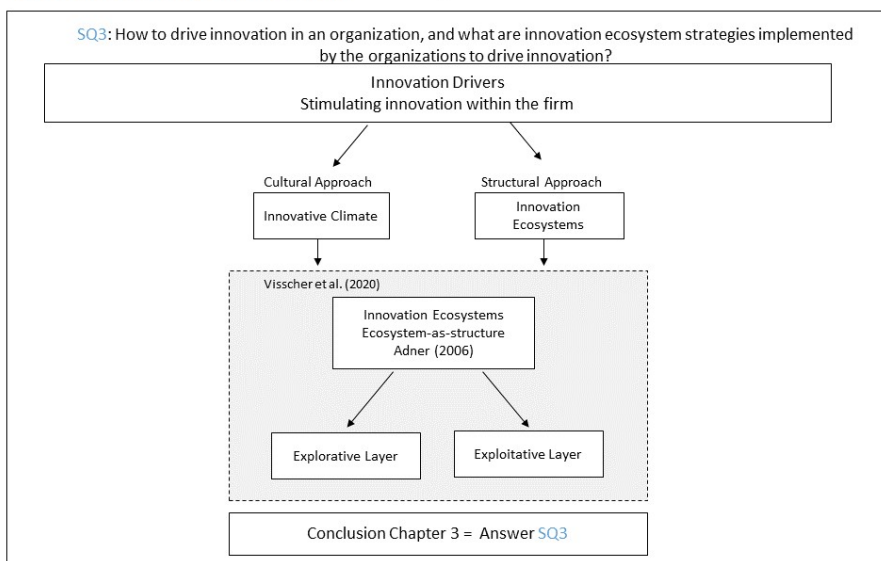 SQ3: How to drive innovation in an organization, and what are innovation ecosystem strategies implemented
by the organizations to drive innovation?
Innovation Drivers
Stimulating innovation within the firm
Cultural Approach
Structural Approach
Innovative Climate
Innovation
Ecosystems
Visscher et al. (2020)
Innovation Ecosystems
Ecosystem-as-structure
Adner (2006)
Explorative Layer
Exploitative Layer
Conclusion Chapter 3 = Answer SQ3